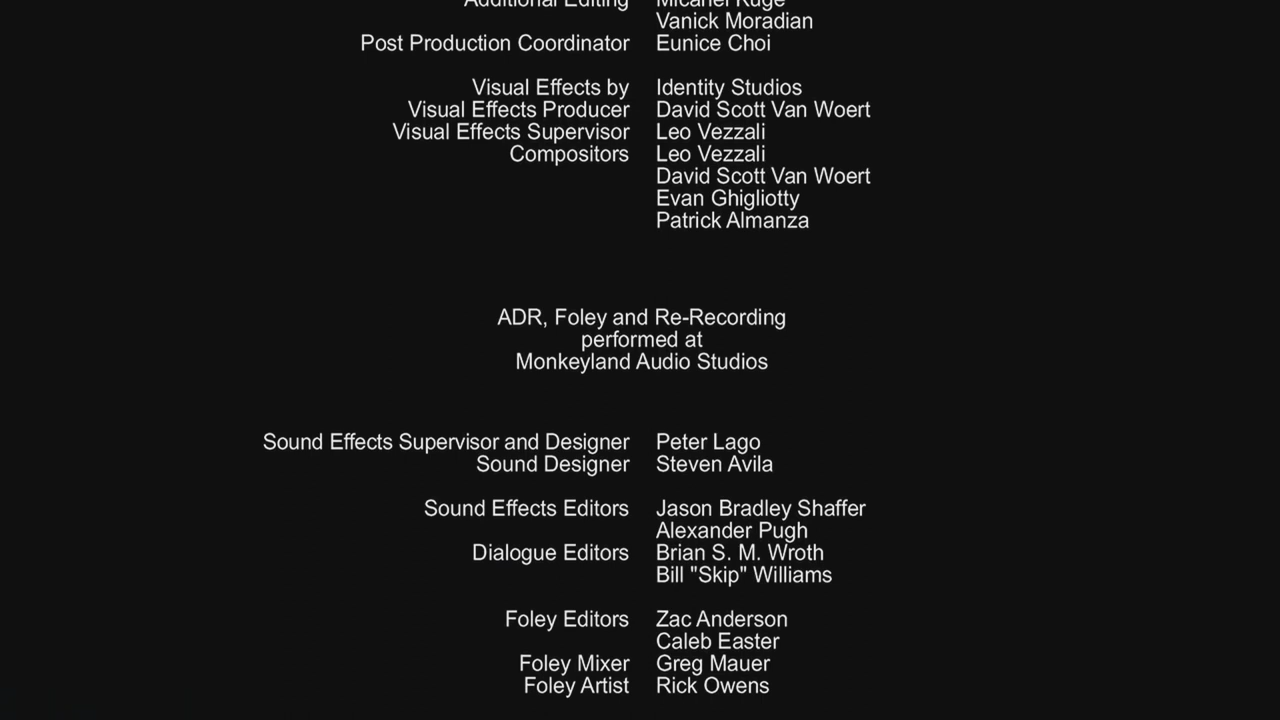 Additional Editing
Vanick Moradian
Post Production Coordinator Eunice Choi
Visual Effects by Identity Studios
Visual Effects Producer David Scott Van Woert
Visual Effects Supervisor Leo Vezzali
Compositors Leo Vezzali
David Scott Van Woert
Evan Ghigliotty
Patrick Almanza
ADR, Foley and Re-Recording
performed at
Monkeyland Audio Studios
Sound Effects Supervisor and Designer Peter Lago
Sound Designer Steven Avila
Sound Effects Editors Jason Bradley Shaffer
Alexander Pugh
Dialogue Editors Brian S. M. Wroth
Bill "Skip" Williams
Foley Editors Zac Anderson
Caleb Easter
Foley Mixer Greg Mauer
Foley Artist Rick Owens